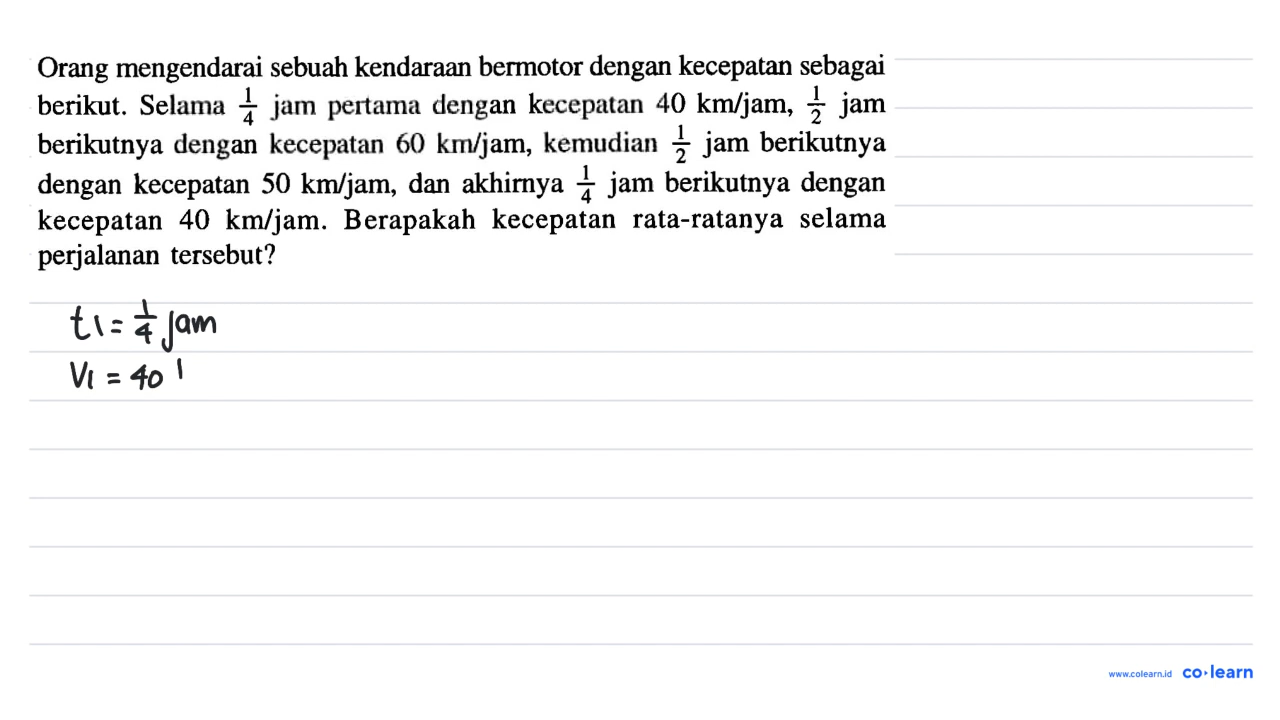 Orang mengendarai sebuah kendaraan bermotor dengan kecepatan sebagai
berikut. Selama 1/4 jam pertama dengan kecepatan 40 km/jam, 1/2 jam
berikutnya dengan kecepatan 60 km/jam, kemudian 1/2 jam berikutnya
dengan kecepatan 50 km/jam, dan akhirnya 1/4 jam berikutnya dengan
kecepatan 40 km/jam. Berapakah kecepatan rata-ratanya selama
perjalanan tersebut?
t1 = 1/4 jam
V1 = 40
www.colearn.id co·learn